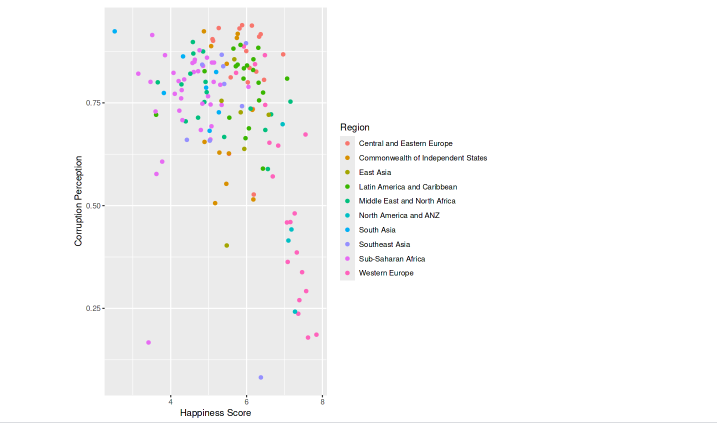 Corruption Perception
0.75
0.50
0.25
4
6
8
Happiness Score
Region
Central and Eastern Europe
Commonwealth of Independent States
East Asia
Latin America and Caribbean
Middle East and North Africa
North America and ANZ
South Asia
Southeast Asia
Sub-Saharan Africa
Western Europe